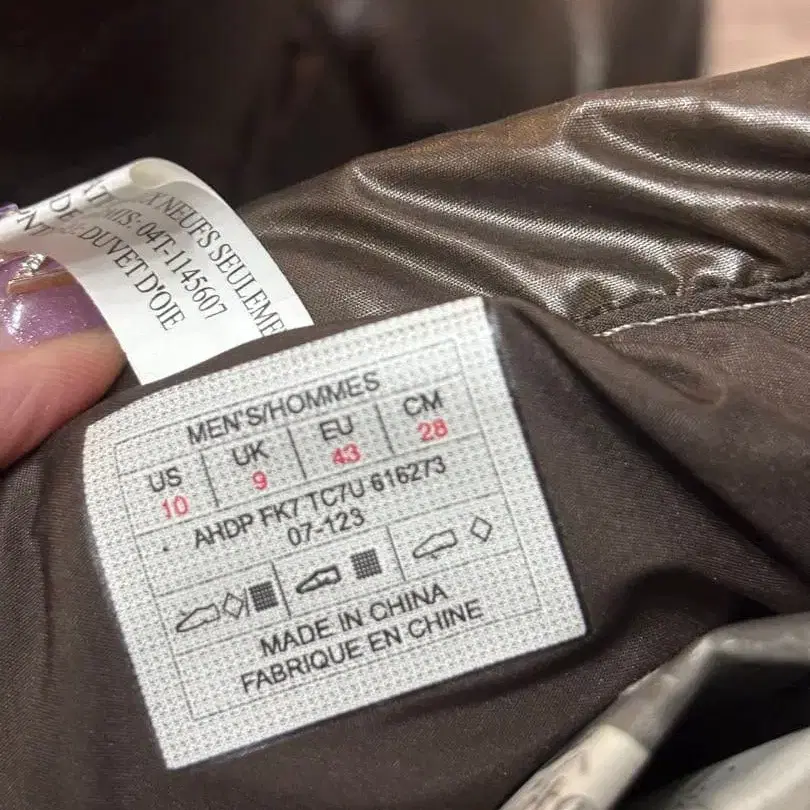 X NEUFS SEULEME
MIS: 04T-1145607
DUVET D'OIE
MEN'S/HOMMES
US UK EU CM
10 9 43 28
AHDP FK7 TC7U 616273
07-123
MADE IN CHINA
FABRIQUE EN CHINE